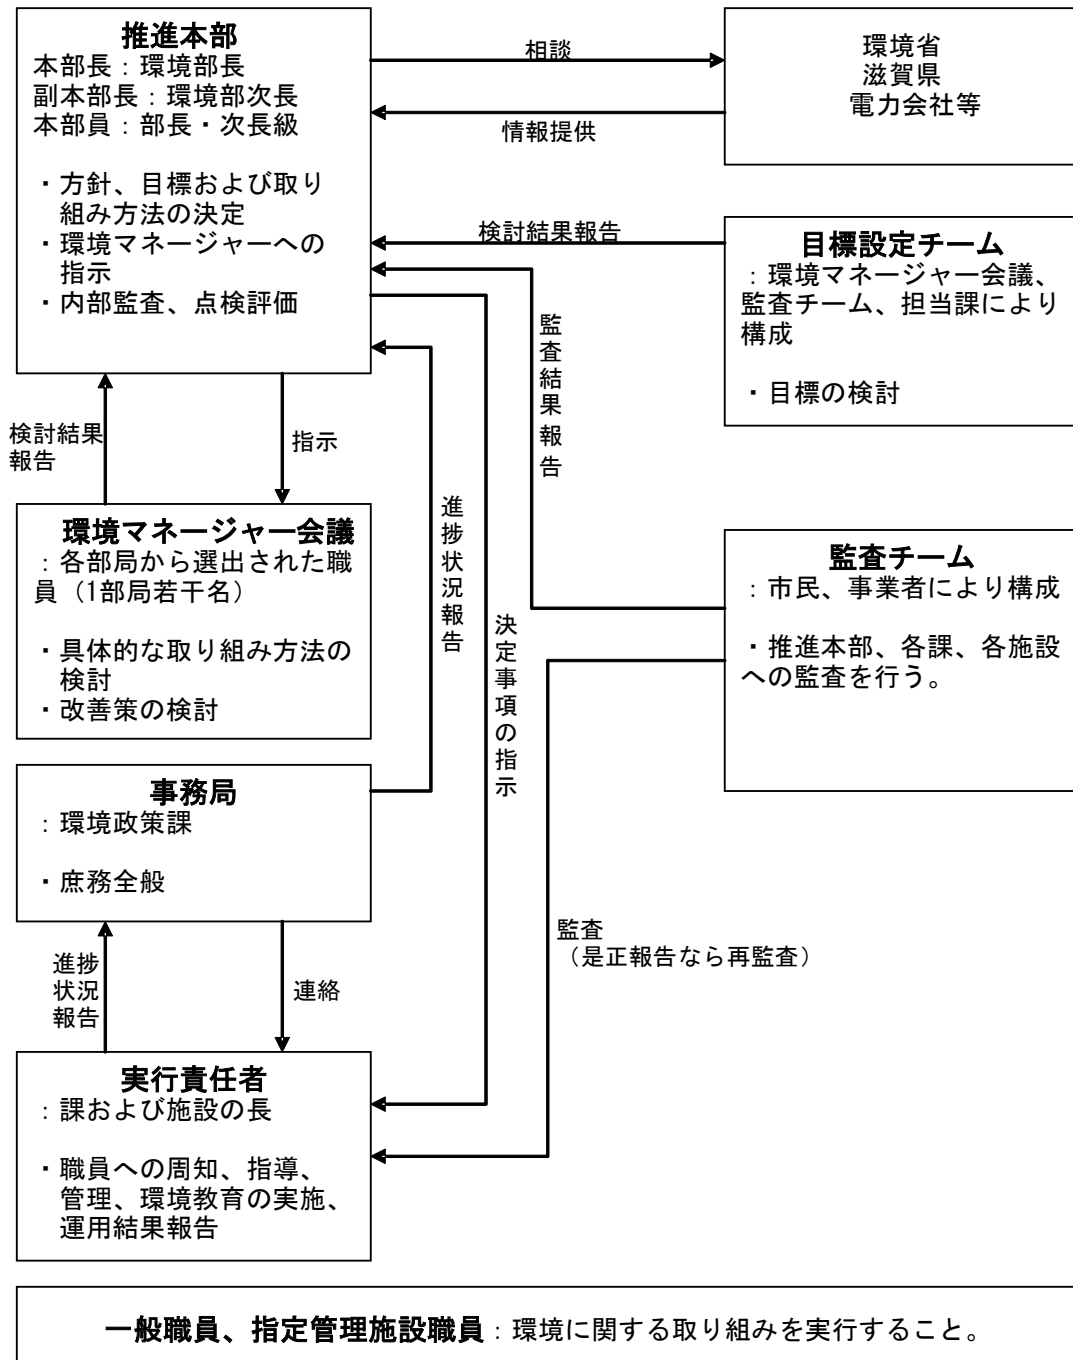 推進本部
本部長：環境部長
副本部長：環境部次長
本部員：部長・次長級
・方針、目標および取り
組み方法の決定
・環境マネージャーへの
指示
・内部監査、点検評価
相談
情報提供
環境省
滋賀県
電力会社等
検討結果報告
目標設定チーム
：環境マネージャー会議、
監査チーム、担当課により
構成
・目標の検討
監査結果報告
検討結果
報告
指示
環境マネージャー会議
：各部局から選出された職
員（1部局若干名）
・具体的な取り組み方法の
検討
・改善策の検討
進捗状況報告
決定事項の指示
監査チーム
：市民、事業者により構成
・推進本部、各課、各施設
への監査を行う。
事務局
：環境政策課
・庶務全般
監査
（是正報告なら再監査）
進捗
状況
報告
連絡
実行責任者
：課および施設の長
・職員への周知、指導、
管理、環境教育の実施、
運用結果報告
一般職員、指定管理施設職員：環境に関する取り組みを実行すること。